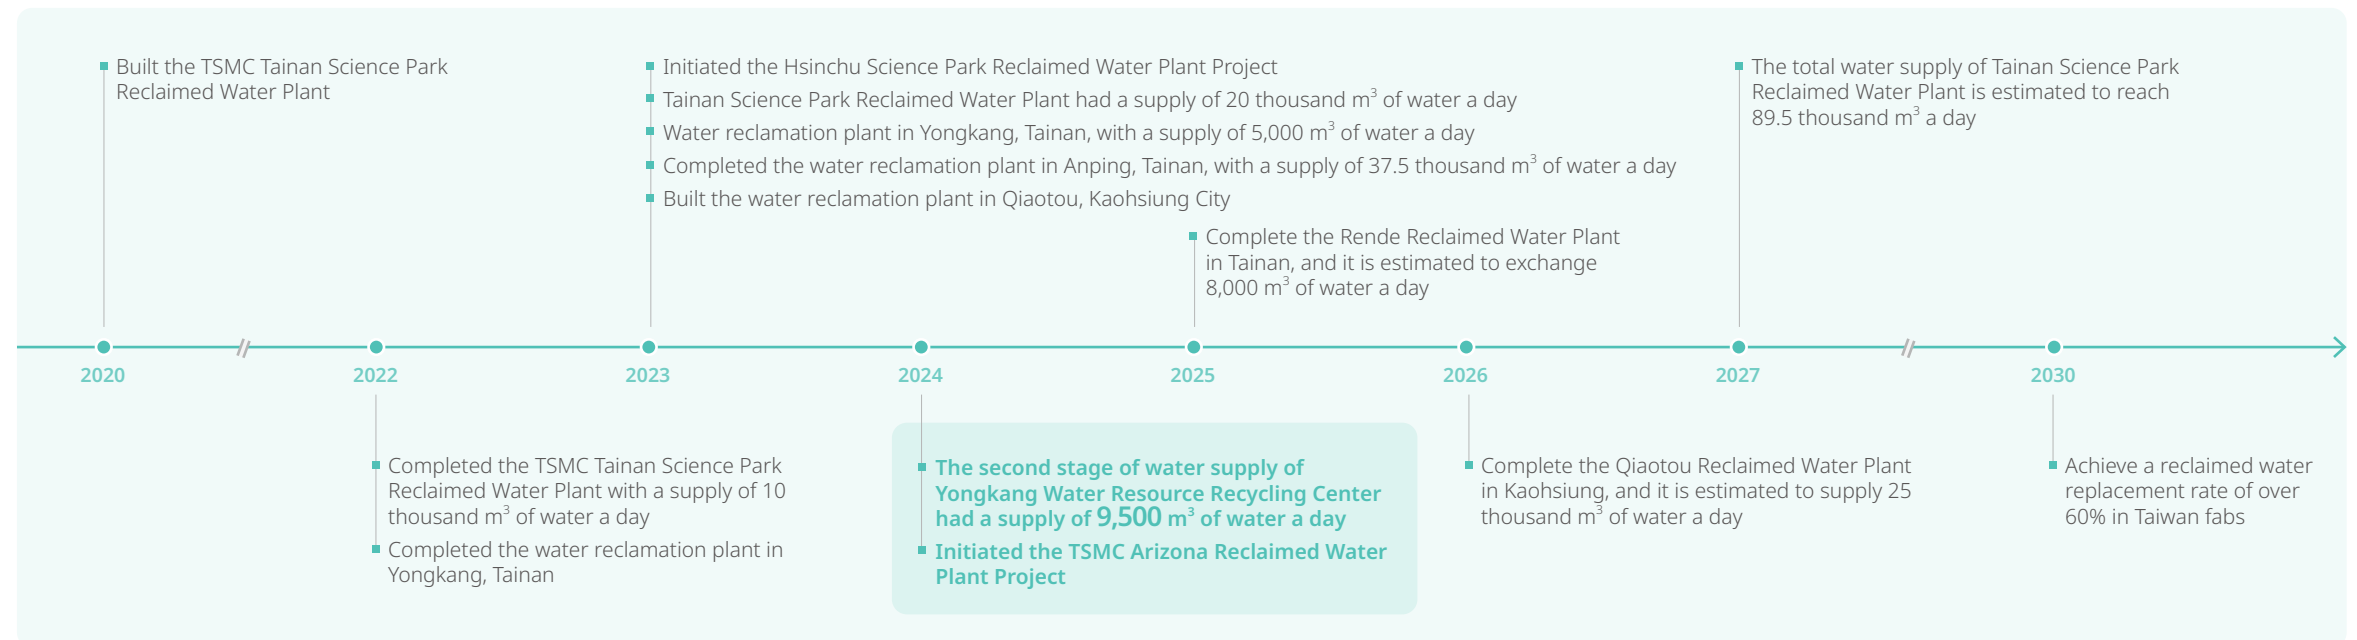 Built the TSMC Tainan Science Park
Reclaimed Water Plant
Initiated the Hsinchu Science Park Reclaimed Water Plant Project
Tainan Science Park Reclaimed Water Plant had a supply of 20 thousand m³ of water a day
Water reclamation plant in Yongkang, Tainan, with a supply of 5,000 m³ of water a day
Completed the water reclamation plant in Anping, Tainan, with a supply of 37.5 thousand m³ of water a day
Built the water reclamation plant in Qiaotou, Kaohsiung City
Complete the Rende Reclaimed Water Plant
in Tainan, and it is estimated to exchange
8,000 m³ of water a day
The total water supply of Tainan Science Park
Reclaimed Water Plant is estimated to reach
89.5 thousand m³ a day
2020
2022
2023
2024
2025
2026
2027
2030
Completed the TSMC Tainan Science Park
Reclaimed Water Plant with a supply of 10
thousand m³ of water a day
Completed the water reclamation plant in
Yongkang, Tainan
The second stage of water supply of
Yongkang Water Resource Recycling Center
had a supply of 9,500 m³ of water a day
Initiated the TSMC Arizona Reclaimed Water
Plant Project
Complete the Qiaotou Reclaimed Water Plant
in Kaohsiung, and it is estimated to supply 25
thousand m³ of water a day
Achieve a reclaimed water
replacement rate of over
60% in Taiwan fabs